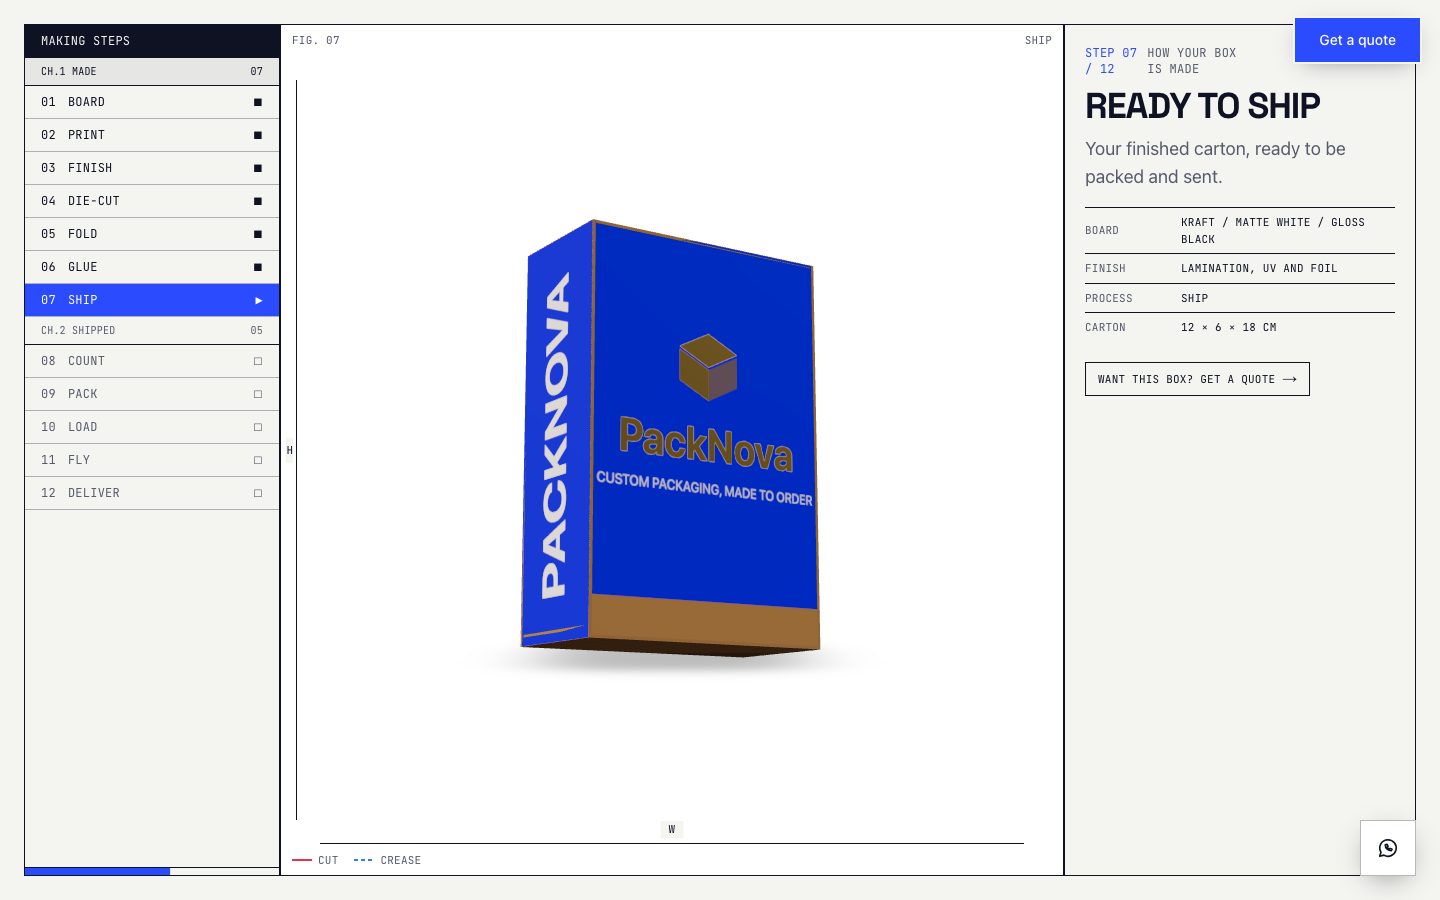 MAKING STEPS
CH.1 MADE 07
01 BOARD
02 PRINT
03 FINISH
04 DIE-CUT
05 FOLD
06 GLUE
07 SHIP
CH.2 SHIPPED 05
08 COUNT
09 PACK
10 LOAD
11 FLY
12 DELIVER
FIG. 07
SHIP
H
PACKNOVA
PackNova
CUSTOM PACKAGING, MADE TO ORDER
W
CUT
CREASE
Get a quote
STEP 07 / 12
HOW YOUR BOX IS MADE
READY TO SHIP
Your finished carton, ready to be
packed and sent.
BOARD KRAFT / MATTE WHITE / GLOSS
BLACK
FINISH LAMINATION, UV AND FOIL
PROCESS SHIP
CARTON 12 × 6 × 18 CM
WANT THIS BOX? GET A QUOTE →